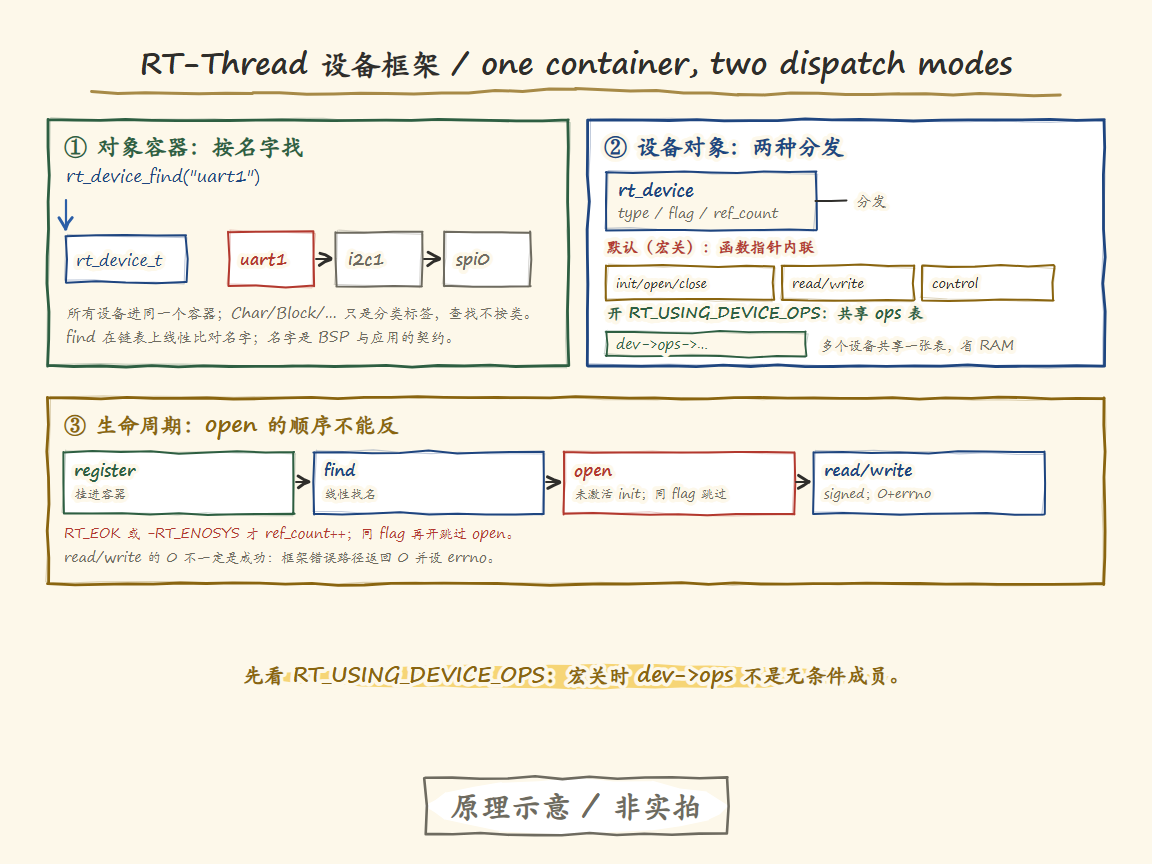 RT-Thread 设备框架 / one container, two dispatch modes
① 对象容器：按名字找
rt_device_find("uart1")
rt_device_t
uart1
i2c1
spi0
所有设备进同一个容器；Char/Block/... 只是分类标签，查找不按类。
find 在链表上线性比对名字；名字是 BSP 与应用的契约。
② 设备对象：两种分发
rt_device
type / flag / ref_count
分发
默认（宏关）：函数指针内联
init/open/close
read/write
control
开 RT_USING_DEVICE_OPS：共享 ops 表
dev->ops->...
多个设备共享一张表，省 RAM
③ 生命周期：open 的顺序不能反
register
挂进容器
find
线性找名
open
未激活 init；同 flag 跳过
read/write
signed；0+errno
RT_EOK 或 -RT_ENOSYS 才 ref_count++；同 flag 再开跳过 open。
read/write 的 0 不一定是成功：框架错误路径返回 0 并设 errno。
先看 RT_USING_DEVICE_OPS：宏关时 dev->ops 不是无条件成员。
原理示意 / 非实拍